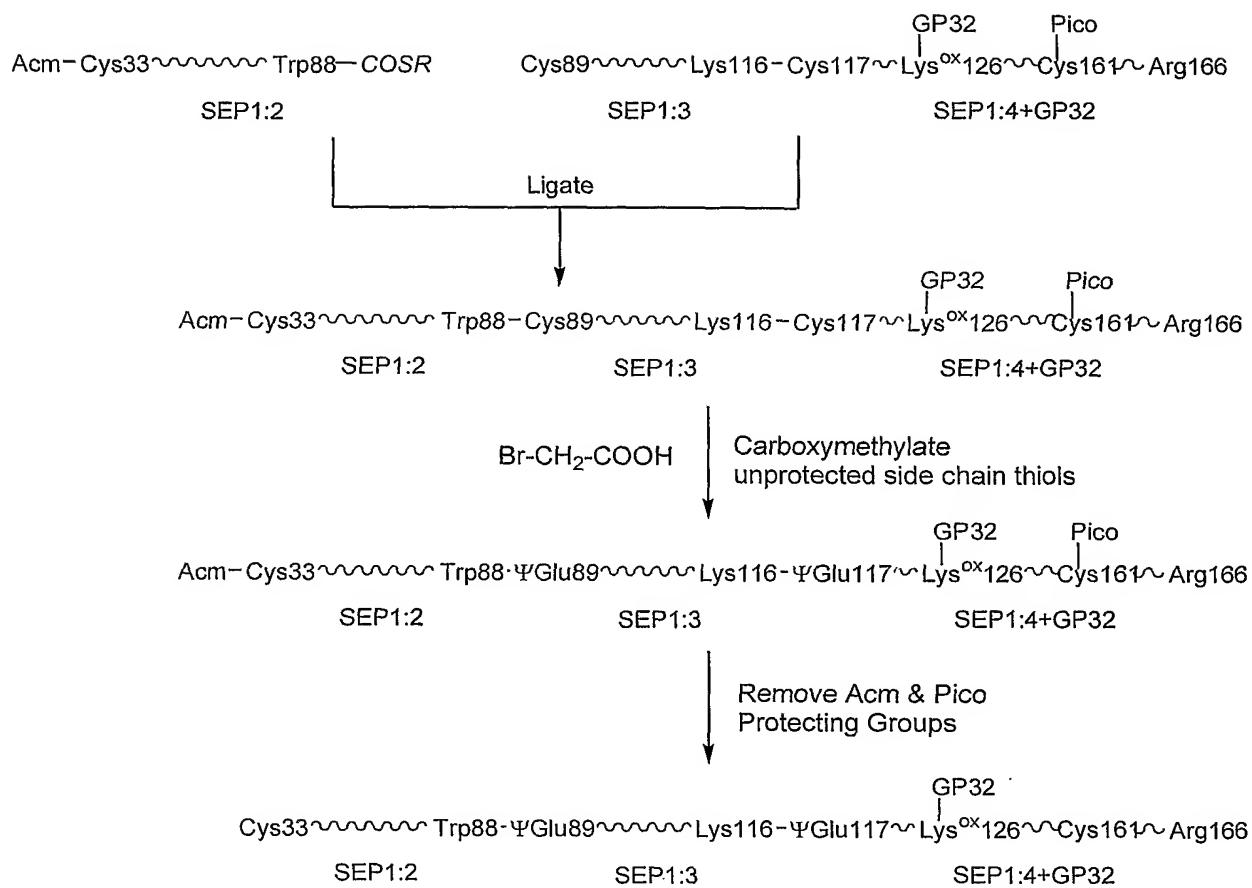 GP32 Pico
Acm–Cys33 Trp88–COSR Cys89 Lys116–Cys117 Lysᵒˣ126 Cys161 Arg166
SEP1:2 SEP1:3 SEP1:4+GP32
Ligate
GP32 Pico
Acm–Cys33 Trp88–Cys89 Lys116–Cys117 Lysᵒˣ126 Cys161 Arg166
SEP1:2 SEP1:3 SEP1:4+GP32
Br-CH₂-COOH Carboxymethylate
unprotected side chain thiols
GP32 Pico
Acm–Cys33 Trp88-ΨGlu89 Lys116–ΨGlu117 Lysᵒˣ126 Cys161 Arg166
SEP1:2 SEP1:3 SEP1:4+GP32
Remove Acm & Pico
Protecting Groups
GP32
Cys33 Trp88-ΨGlu89 Lys116–ΨGlu117 Lysᵒˣ126 Cys161 Arg166
SEP1:2 SEP1:3 SEP1:4+GP32